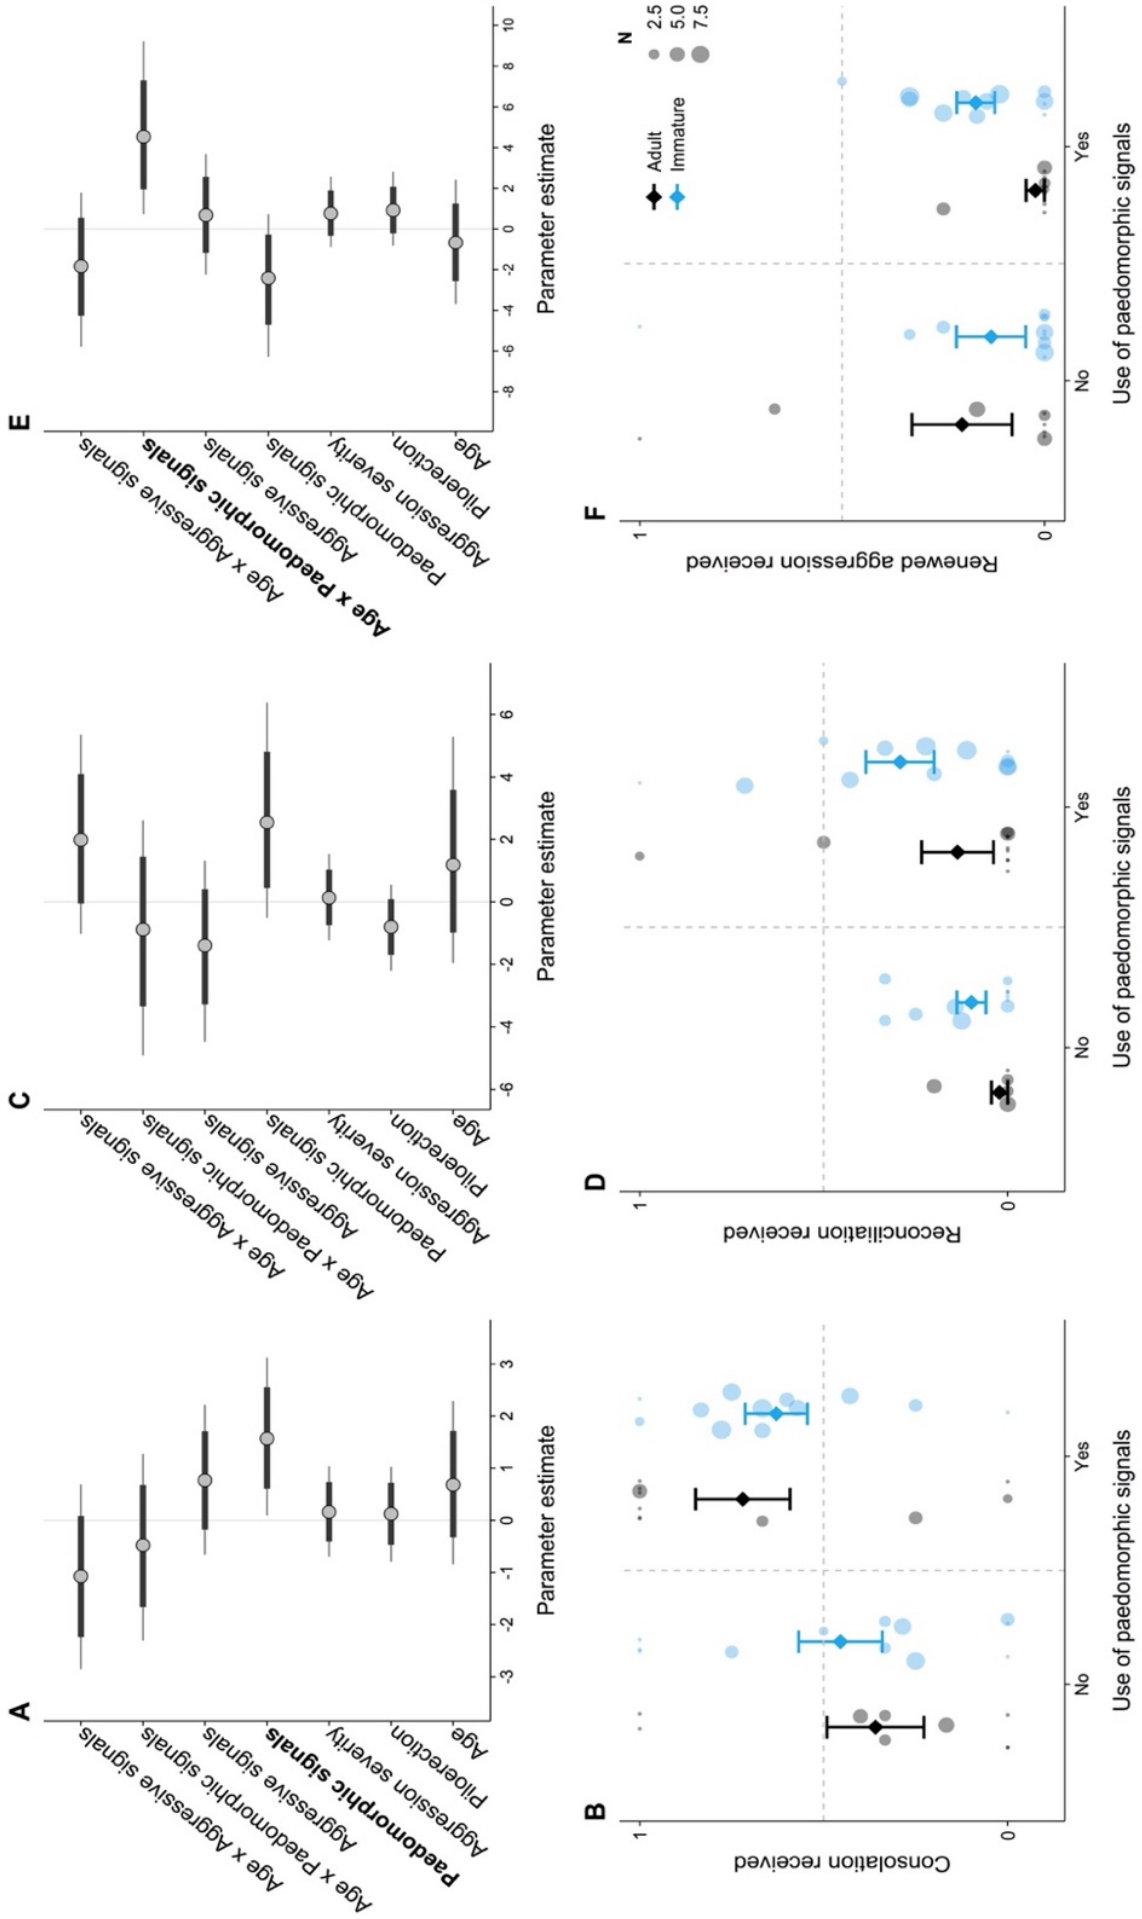 A
Age x Aggressive signals
Age x Paedomorphic signals
Aggressive signals
Paedomorphic signals
Aggression severity
Piloerection
Age
-3
-2
-1
0
1
2
3
Parameter estimate
C
Age x Aggressive signals
Age x Paedomorphic signals
Aggressive signals
Paedomorphic signals
Aggression severity
Piloerection
Age
-6
-4
-2
0
2
4
6
Parameter estimate
E
Age x Aggressive signals
Age x Paedomorphic signals
Aggressive signals
Paedomorphic signals
Aggression severity
Piloerection
Age
-8
-6
-4
-2
0
2
4
6
8
10
Parameter estimate
B
Consolation received
1
0
No
Yes
Use of paedomorphic signals
D
Reconciliation received
1
0
No
Yes
Use of paedomorphic signals
F
Renewed aggression received
1
0
No
Yes
Use of paedomorphic signals
Adult
Immature
N
2.5
5.0
7.5